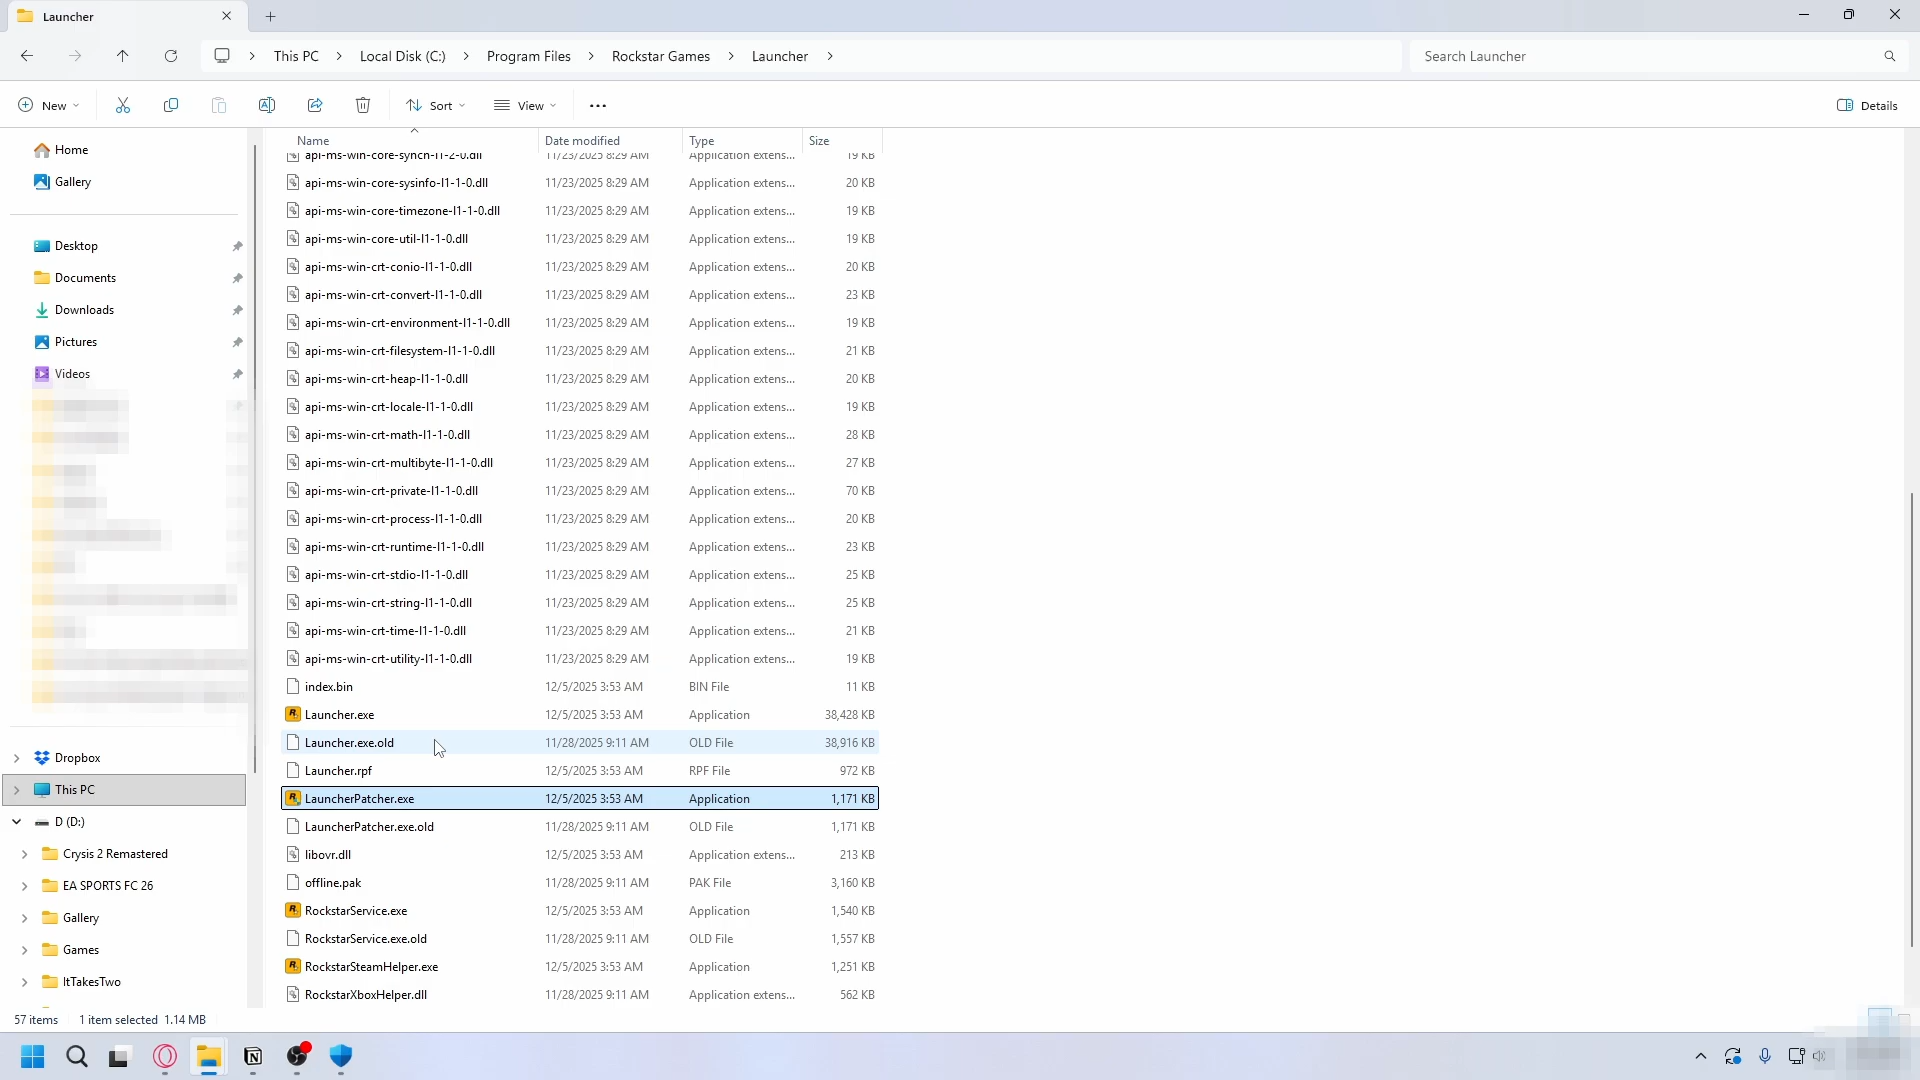 Launcher
This PC
Local Disk (C:)
Program Files
Rockstar Games
Launcher
Search Launcher
New
Sort
View
Details
Name Date modified Type Size
api-ms-win-core-synch-l1-2-0.dll 11/23/2025 8:29 AM Application extens... 19 KB
api-ms-win-core-sysinfo-l1-1-0.dll 11/23/2025 8:29 AM Application extens... 20 KB
api-ms-win-core-timezone-l1-1-0.dll 11/23/2025 8:29 AM Application extens... 19 KB
api-ms-win-core-util-l1-1-0.dll 11/23/2025 8:29 AM Application extens... 19 KB
api-ms-win-crt-conio-l1-1-0.dll 11/23/2025 8:29 AM Application extens... 20 KB
api-ms-win-crt-convert-l1-1-0.dll 11/23/2025 8:29 AM Application extens... 23 KB
api-ms-win-crt-environment-l1-1-0.dll 11/23/2025 8:29 AM Application extens... 19 KB
api-ms-win-crt-filesystem-l1-1-0.dll 11/23/2025 8:29 AM Application extens... 21 KB
api-ms-win-crt-heap-l1-1-0.dll 11/23/2025 8:29 AM Application extens... 20 KB
api-ms-win-crt-locale-l1-1-0.dll 11/23/2025 8:29 AM Application extens... 19 KB
api-ms-win-crt-math-l1-1-0.dll 11/23/2025 8:29 AM Application extens... 28 KB
api-ms-win-crt-multibyte-l1-1-0.dll 11/23/2025 8:29 AM Application extens... 27 KB
api-ms-win-crt-private-l1-1-0.dll 11/23/2025 8:29 AM Application extens... 70 KB
api-ms-win-crt-process-l1-1-0.dll 11/23/2025 8:29 AM Application extens... 20 KB
api-ms-win-crt-runtime-l1-1-0.dll 11/23/2025 8:29 AM Application extens... 23 KB
api-ms-win-crt-stdio-l1-1-0.dll 11/23/2025 8:29 AM Application extens... 25 KB
api-ms-win-crt-string-l1-1-0.dll 11/23/2025 8:29 AM Application extens... 25 KB
api-ms-win-crt-time-l1-1-0.dll 11/23/2025 8:29 AM Application extens... 21 KB
api-ms-win-crt-utility-l1-1-0.dll 11/23/2025 8:29 AM Application extens... 19 KB
index.bin 12/5/2025 3:53 AM BIN File 11 KB
Launcher.exe 12/5/2025 3:53 AM Application 38,428 KB
Launcher.exe.old 11/28/2025 9:11 AM OLD File 38,916 KB
Launcher.rpf 12/5/2025 3:53 AM RPF File 972 KB
LauncherPatcher.exe 12/5/2025 3:53 AM Application 1,171 KB
LauncherPatcher.exe.old 11/28/2025 9:11 AM OLD File 1,171 KB
libovr.dll 12/5/2025 3:53 AM Application extens... 213 KB
offline.pak 11/28/2025 9:11 AM PAK File 3,160 KB
RockstarService.exe 12/5/2025 3:53 AM Application 1,540 KB
RockstarService.exe.old 11/28/2025 9:11 AM OLD File 1,557 KB
RockstarSteamHelper.exe 12/5/2025 3:53 AM Application 1,251 KB
RockstarXboxHelper.dll 11/28/2025 9:11 AM Application extens... 562 KB
Home
Gallery
Desktop
Documents
Downloads
Pictures
Videos
Dropbox
This PC
D (D:)
Crysis 2 Remastered
EA SPORTS FC 26
Gallery
Games
ItTakesTwo
57 items 1 item selected 1.14 MB